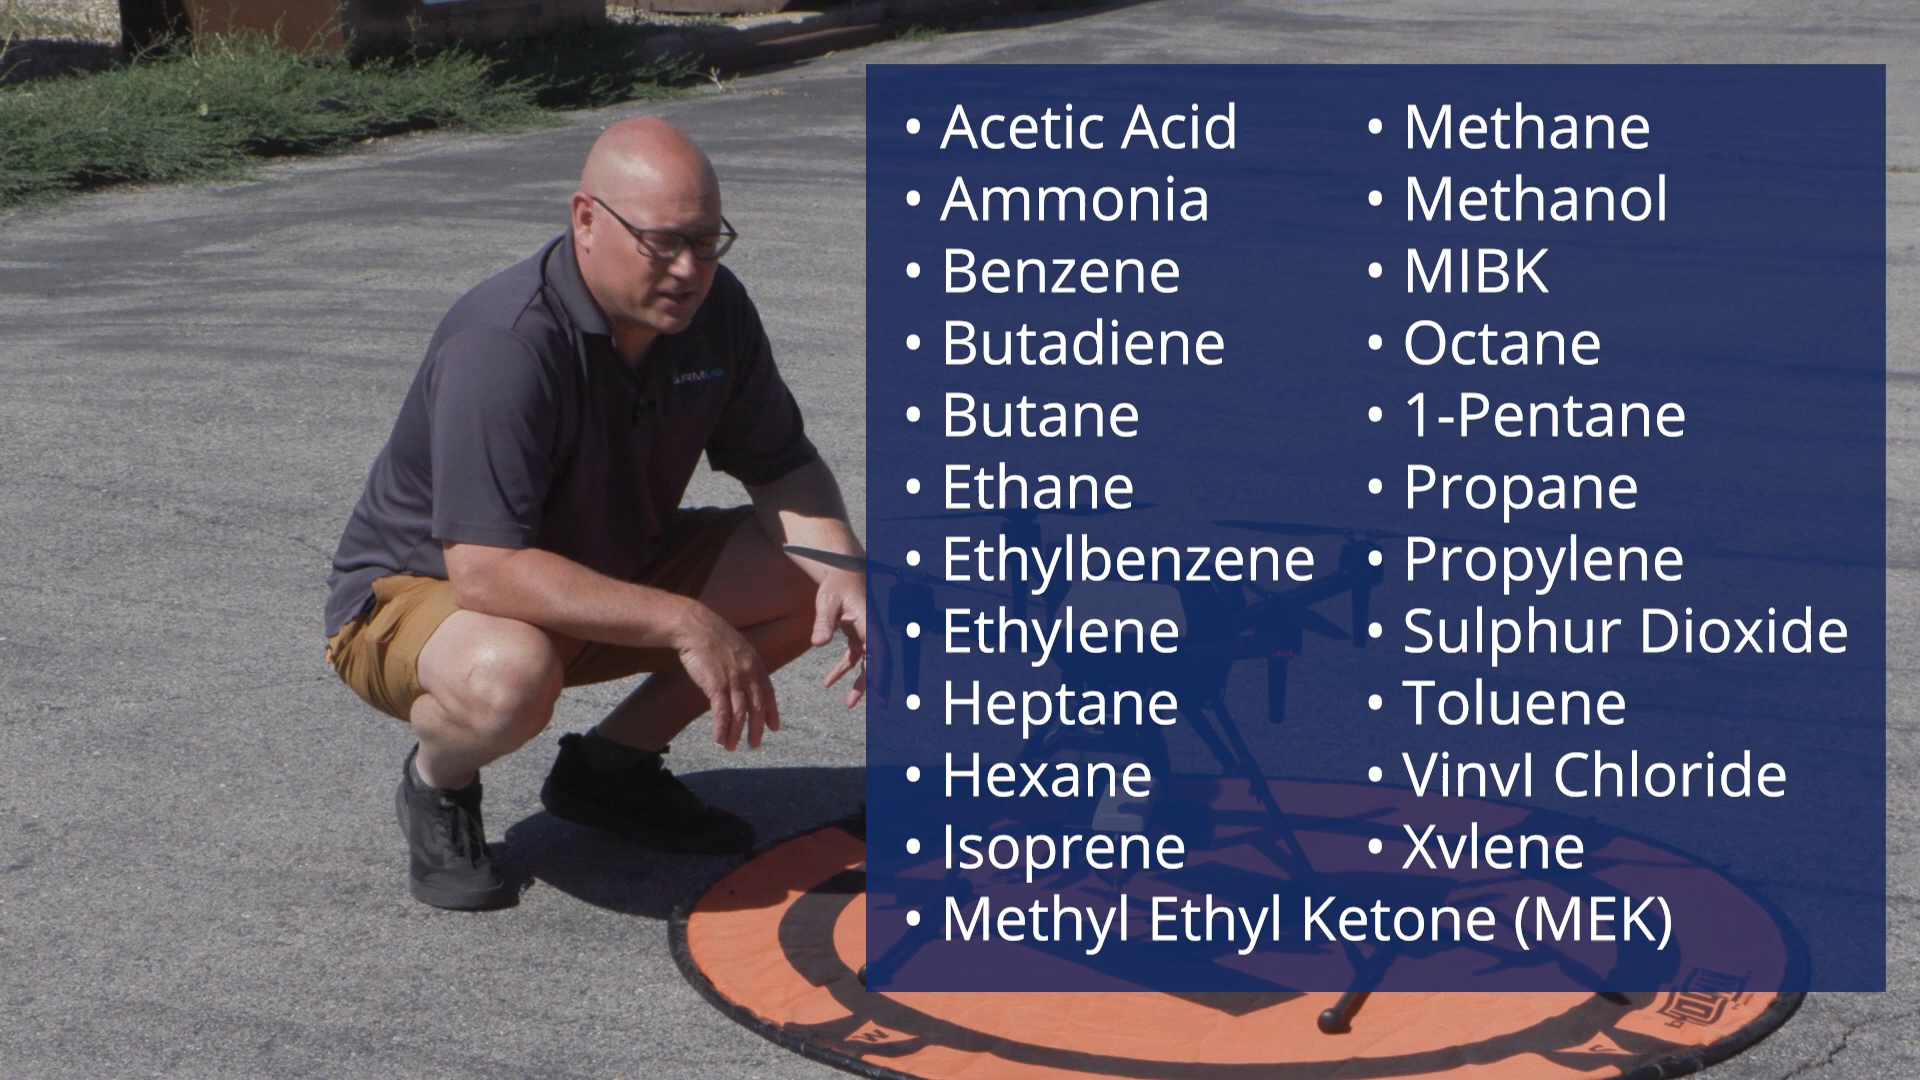 • Acetic Acid
• Ammonia
• Benzene
• Butadiene
• Butane
• Ethane
• Ethylbenzene
• Ethylene
• Heptane
• Hexane
• Isoprene
• Methyl Ethyl Ketone (MEK)
• Methane
• Methanol
• MIBK
• Octane
• 1-Pentane
• Propane
• Propylene
• Sulphur Dioxide
• Toluene
• Vinvl Chloride
• Xvlene
W